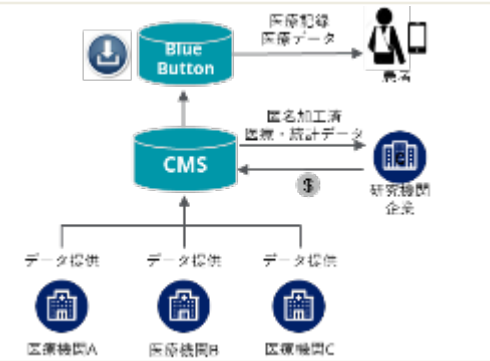 医療記録
医療データ
Blue
Button
患者
匿名加工済
医療・統計データ
CMS
$
研究機関
企業
データ提供
データ提供
データ提供
医療機関A
医療機関B
医療機関C